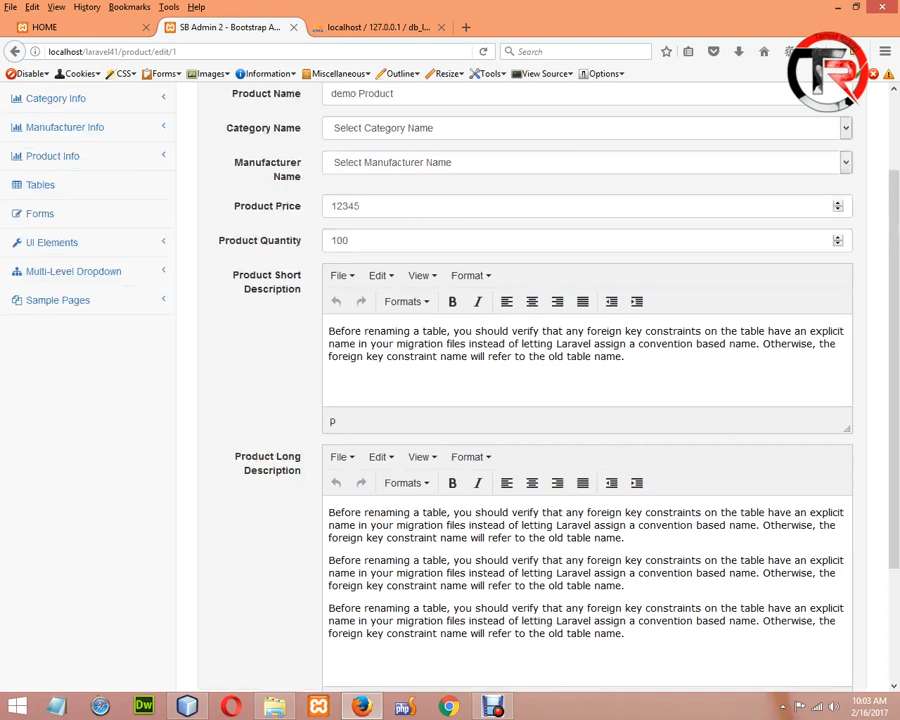 File Edit View History Bookmarks Tools Help
HOME
SB Admin 2 - Bootstrap A...
localhost / 127.0.0.1 / db_l...
localhost/laravel41/product/edit/1
Search
Disable Cookies CSS Forms Images Information Miscellaneous Outline Resize Tools View Source Options
Category Info
Manufacturer Info
Product Info
Tables
Forms
UI Elements
Multi-Level Dropdown
Sample Pages
Product Name
demo Product
Category Name
Select Category Name
Manufacturer
Name
Select Manufacturer Name
Product Price
12345
Product Quantity
100
Product Short
Description
File Edit View Format
Formats B I
Before renaming a table, you should verify that any foreign key constraints on the table have an explicit
name in your migration files instead of letting Laravel assign a convention based name. Otherwise, the
foreign key constraint name will refer to the old table name.
p
Product Long
Description
File Edit View Format
Formats B I
Before renaming a table, you should verify that any foreign key constraints on the table have an explicit
name in your migration files instead of letting Laravel assign a convention based name. Otherwise, the
foreign key constraint name will refer to the old table name.
Before renaming a table, you should verify that any foreign key constraints on the table have an explicit
name in your migration files instead of letting Laravel assign a convention based name. Otherwise, the
foreign key constraint name will refer to the old table name.
Before renaming a table, you should verify that any foreign key constraints on the table have an explicit
name in your migration files instead of letting Laravel assign a convention based name. Otherwise, the
foreign key constraint name will refer to the old table name.
Dw
php
10:03 AM
2/16/2017